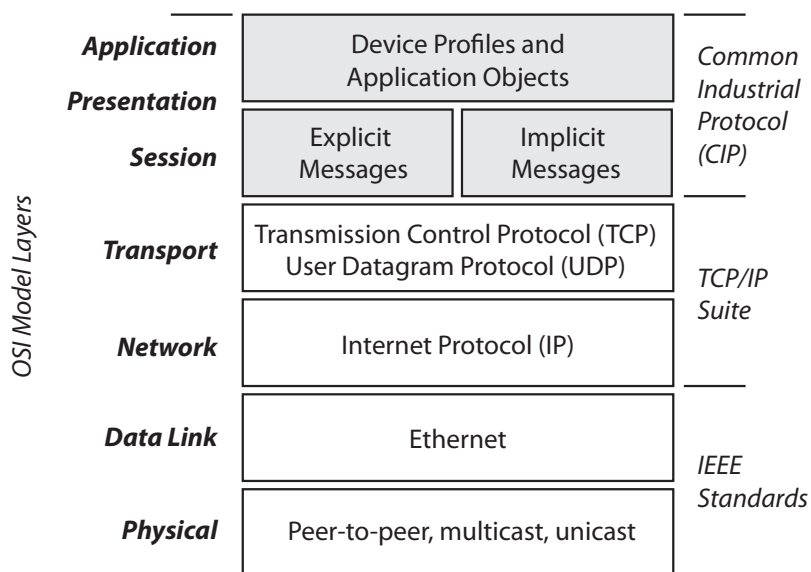 OSI Model Layers
Application
Presentation
Session
Transport
Network
Data Link
Physical
Device Profiles and
Application Objects
Explicit
Messages
Implicit
Messages
Transmission Control Protocol (TCP)
User Datagram Protocol (UDP)
Internet Protocol (IP)
Ethernet
Peer-to-peer, multicast, unicast
Common
Industrial
Protocol
(CIP)
TCP/IP
Suite
IEEE
Standards